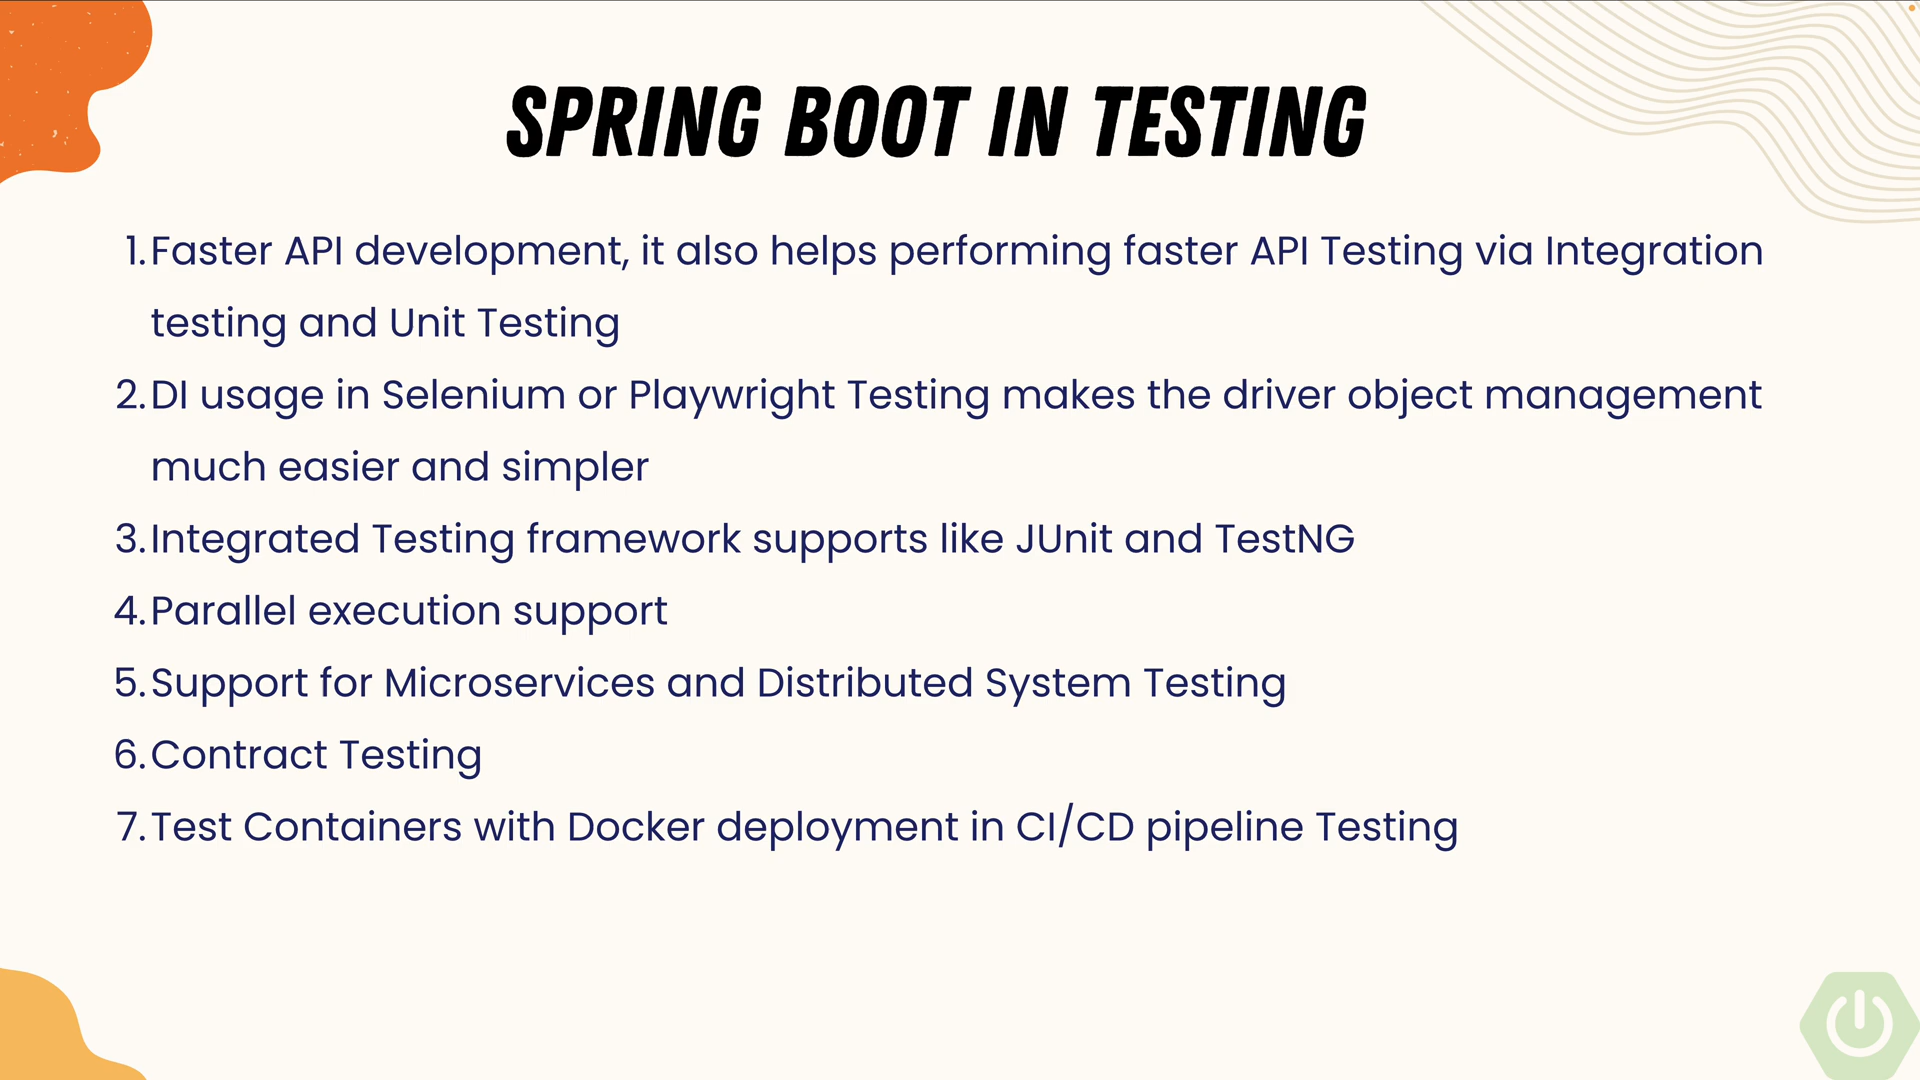 SPRING BOOT IN TESTING
1. Faster API development, it also helps performing faster API Testing via Integration
testing and Unit Testing
2. DI usage in Selenium or Playwright Testing makes the driver object management
much easier and simpler
3. Integrated Testing framework supports like JUnit and TestNG
4. Parallel execution support
5. Support for Microservices and Distributed System Testing
6. Contract Testing
7. Test Containers with Docker deployment in CI/CD pipeline Testing